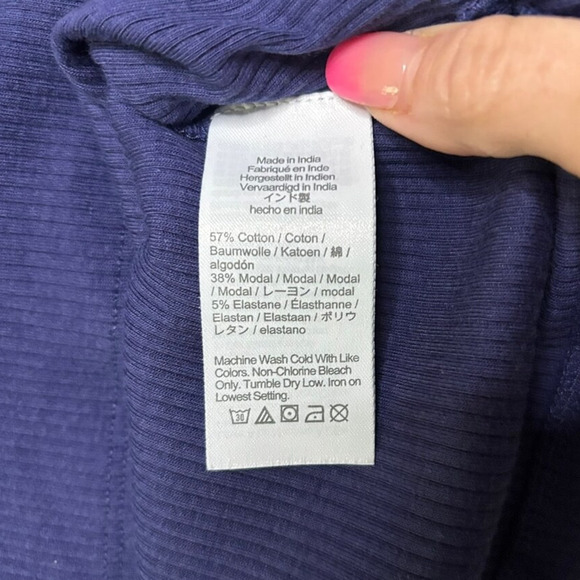 Made in India
Fabriqué en Inde
Hergestellt in Indien
Vervaardigd in India
インド製
hecho en india
57% Cotton / Coton /
Baumwolle / Katoen / 綿 /
algodón
38% Modal / Modal / Modal
/ Modal / レーヨン / modal
5% Elastane / Élasthanne /
Elastan / Elastaan / ポリウ
レタン / elastano
Machine Wash Cold With Like
Colors. Non-Chlorine Bleach
Only. Tumble Dry Low. Iron on
Lowest Setting.
30